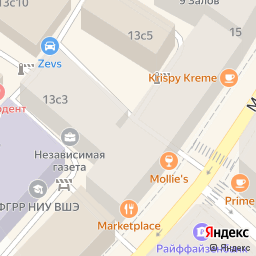 13с10
9 залов
13с5
15
Zevs
Krispy Kreme
13с3
дент
Независимая
газета
Mollie's
ФГРР НИУ ВШЭ
Prime
Marketplace
Райффайзенбанк
Яндекс